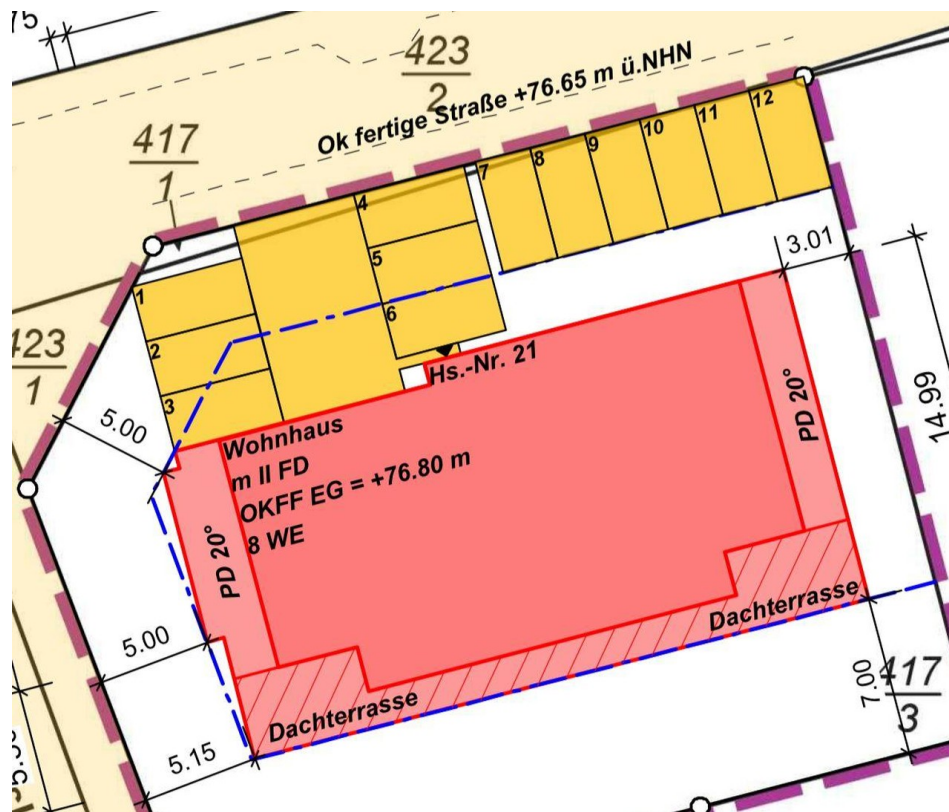 75
423
2
Ok fertige Straße +76.65 m ü.NHN
417
1
1
2
3
4
5
6
7
8
9
10
11
12
3.01
423
1
5.00
Hs.-Nr. 21
Wohnhaus
m II FD
OKFF EG = +76.80 m
8 WE
PD 20°
PD 20°
14.99
5.00
Dachterrasse
Dachterrasse
7.00
417
3
5.15